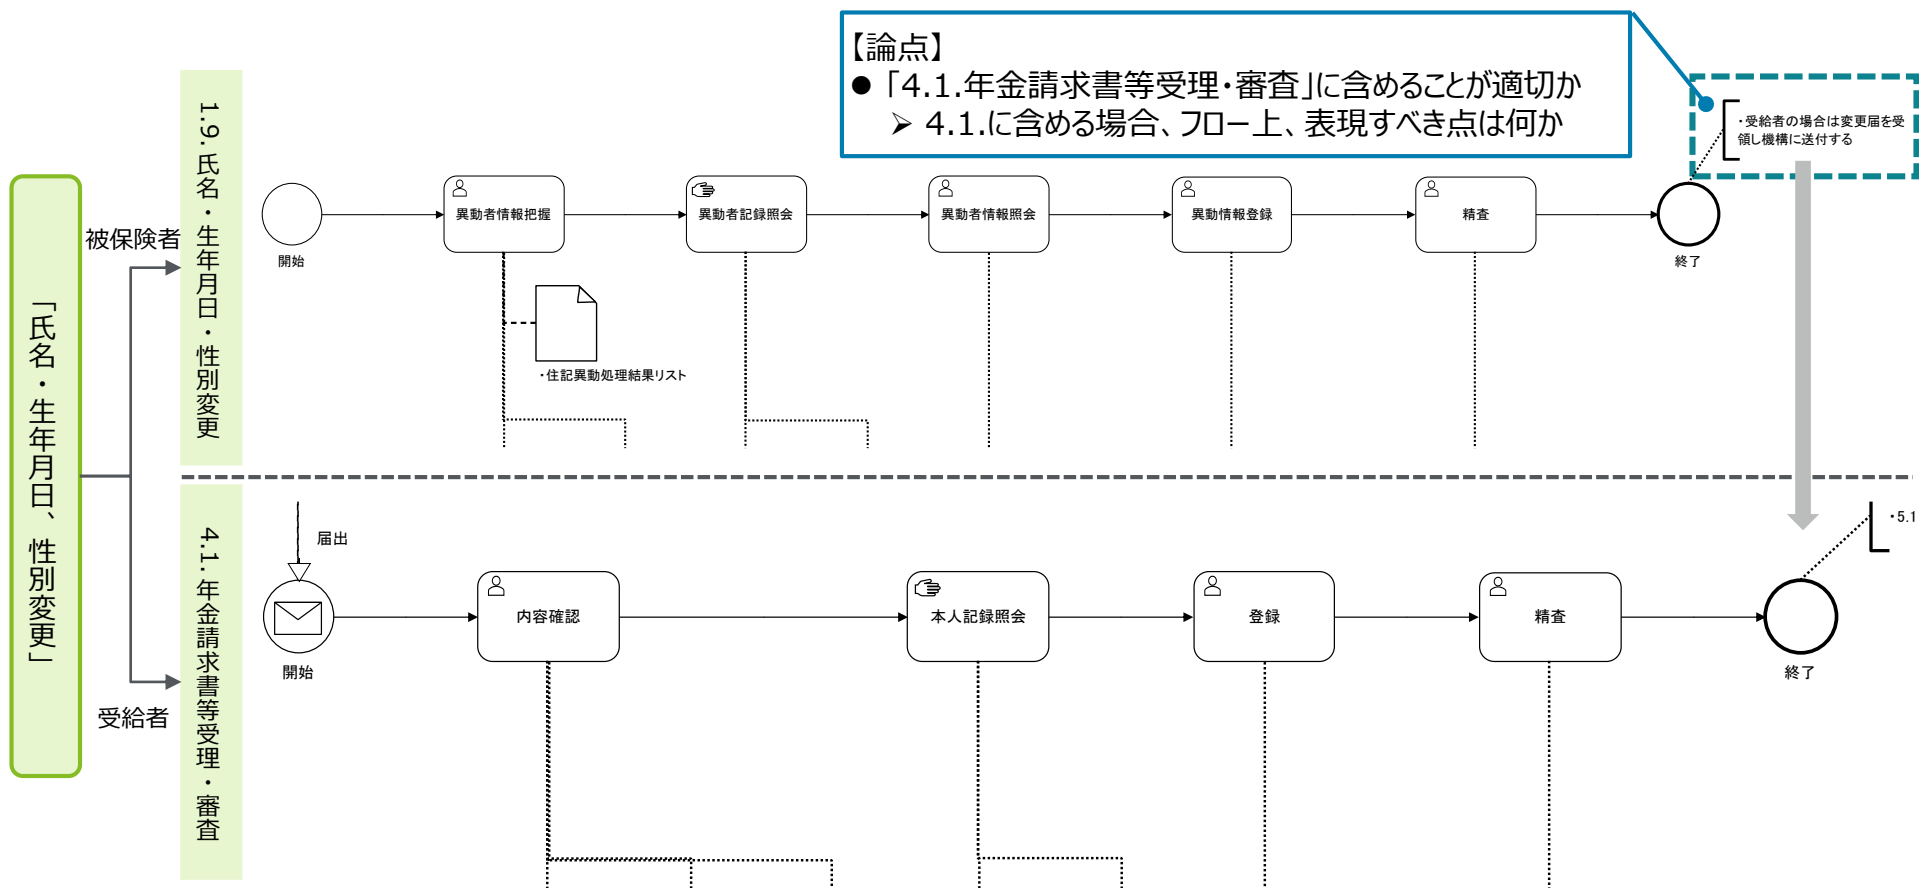 【論点】
● 「4.1.年金請求書等受理・審査」に含めることが適切か
➢ 4.1.に含める場合、フロー上、表現すべき点は何か
・受給者の場合は変更届を受
領し機構に送付する
「氏名・生年月日、性別変更」
被保険者
受給者
1.9.氏名・生年月日・性別変更
開始
異動者情報把握
異動者記録照会
異動者情報照会
異動情報登録
精査
終了
・住記異動処理結果リスト
4.1.年金請求書等受理・審査
届出
開始
内容確認
本人記録照会
登録
精査
終了
・5.1